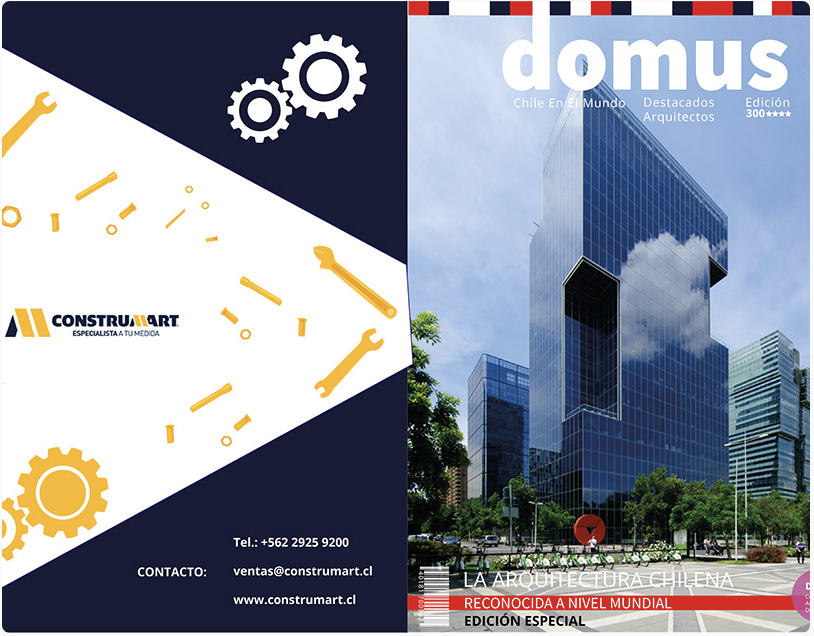 CONSTRUMART
ESPECIALISTA A TU MEDIDA
Tel.: +562 2925 9200
CONTACTO:
ventas@construmart.cl
www.construmart.cl
domus
Chile En El Mundo
Destacados
Arquitectos
Edición
300★★★★
LA ARQUITECTURA CHILENA
RECONOCIDA A NIVEL MUNDIAL
EDICIÓN ESPECIAL